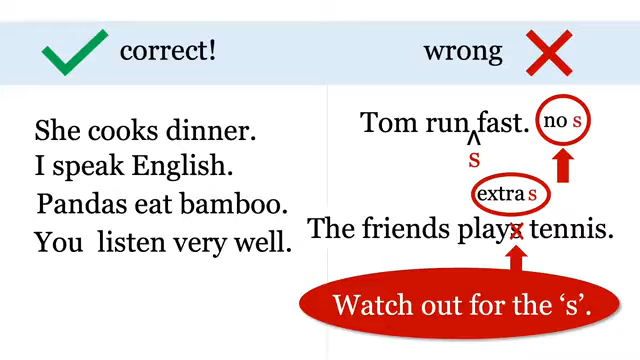 correct!
She cooks dinner.
I speak English.
Pandas eat bamboo.
You listen very well.
wrong
Tom run fast.
no s
^
s
extra s
The friends plays tennis.
Watch out for the ‘s’.